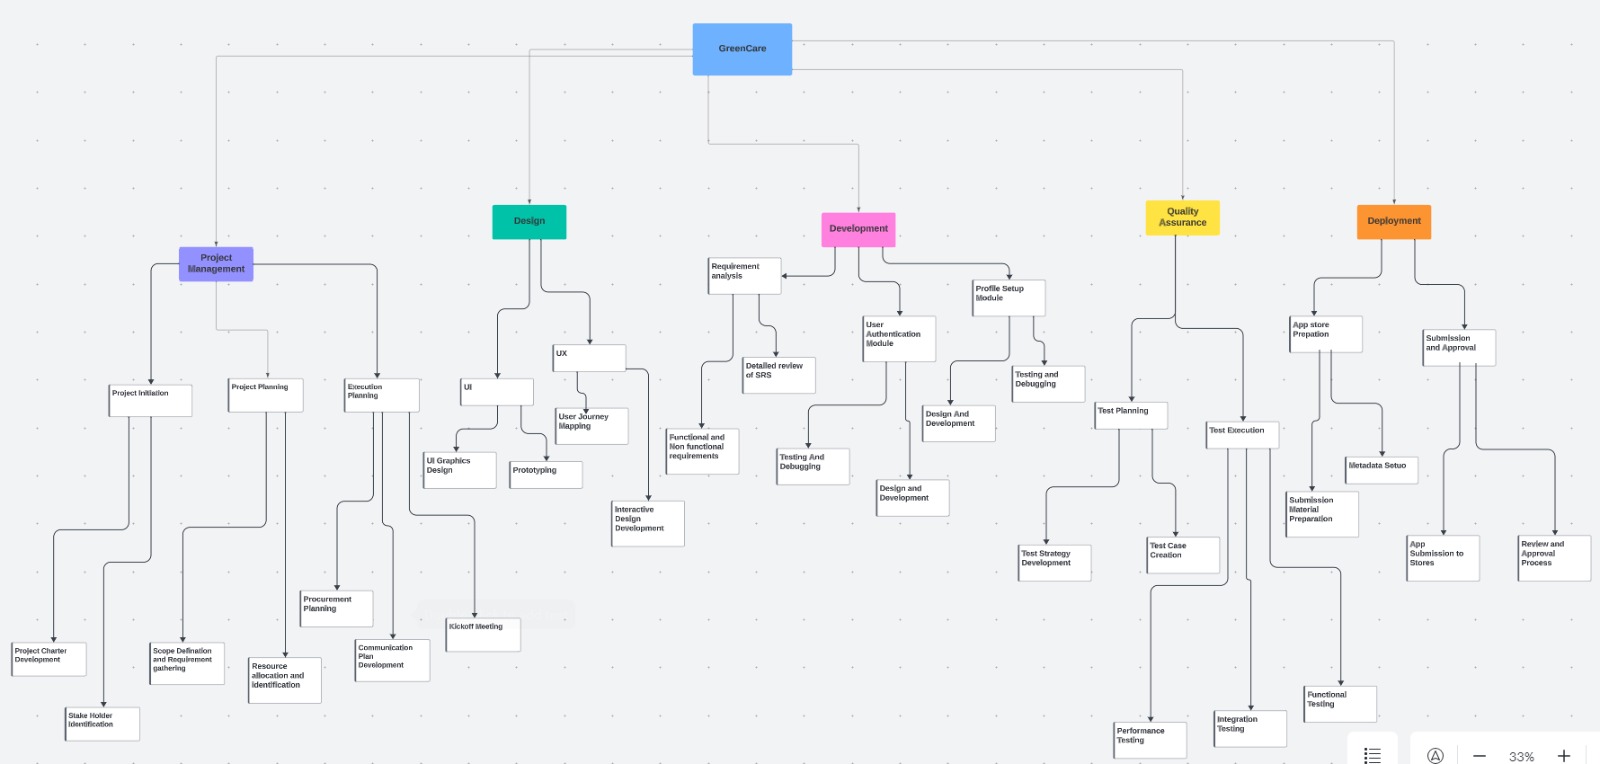 GreenCare
Project
Management
Design
Development
Quality
Assurance
Deployment
Project Initiation
Project Planning
Execution
Planning
UI
UX
Requirement
analysis
User
Authentication
Module
Profile Setup
Module
Test Planning
Test Execution
App store
Prepation
Submission
and Approval
Project Charter
Development
Stake Holder
Identification
Scope Defination
and Requirement
gathering
Resource
allocation and
identification
Procurement
Planning
Communication
Plan
Development
Kickoff Meeting
UI Graphics
Design
Prototyping
User Journey
Mapping
Interactive
Design
Development
Functional and
Non functional
requirements
Detailed review
of SRS
Testing And
Debugging
Design and
Development
Design And
Development
Testing and
Debugging
Test Strategy
Development
Test Case
Creation
Performance
Testing
Integration
Testing
Functional
Testing
Submission
Material
Preparation
Metadata Setuo
App
Submission to
Stores
Review and
Approval
Process
33%